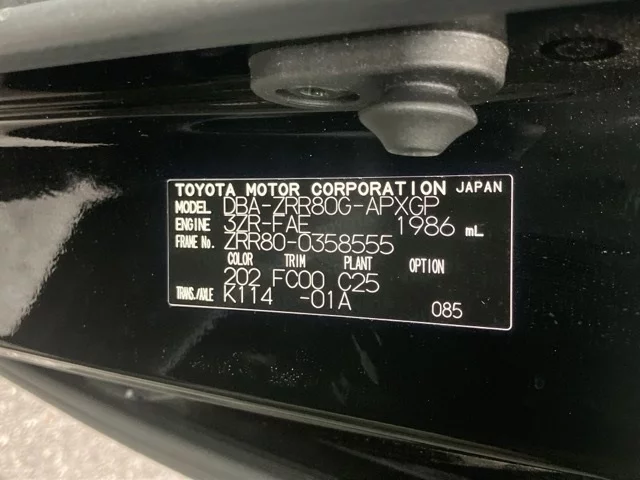 TOYOTA MOTOR CORPORATION JAPAN
MODEL DBA-ZRR80G-APXGP
ENGINE 3ZR-FAE 1986 mL
FRAME No. ZRR80-0358555
COLOR TRIM PLANT OPTION
202 FC00 C25
TRANS./AXLE K114 -01A 085